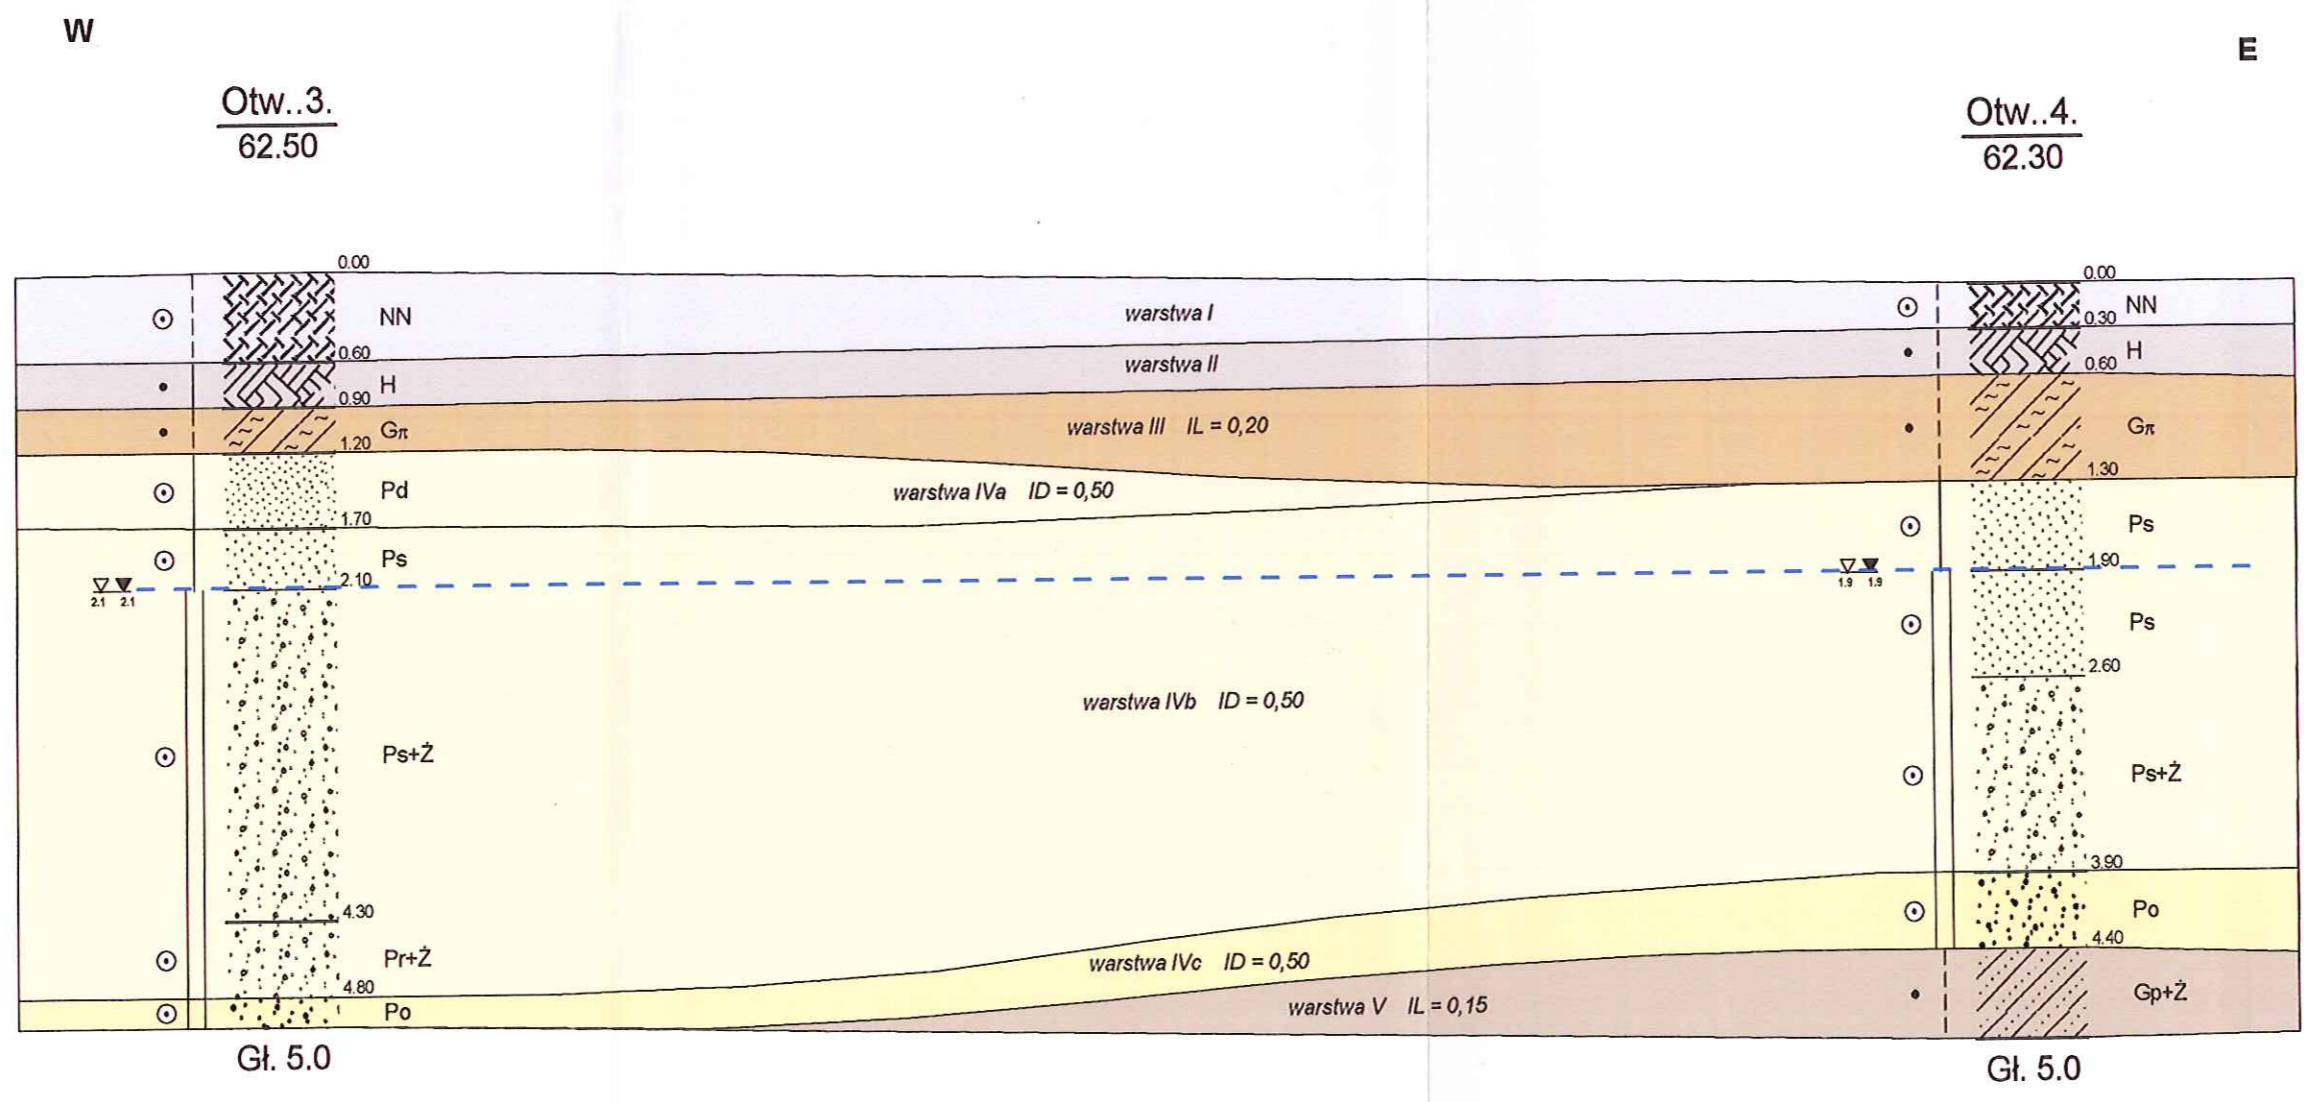 W
E
Otw..3.
62.50
Otw..4.
62.30
0.00
0.00
NN
warstwa I
NN
0.30
0.60
warstwa II
H
0.60
H
0.90
Gπ
1.20
warstwa III IL = 0,20
Gπ
1.30
Pd
warstwa IVa ID = 0,50
1.70
Ps
Ps
1.90
2.10
2.1 2.1
1.9 1.9
Ps
2.60
warstwa IVb ID = 0,50
Ps+Ż
Ps+Ż
3.90
4.30
Po
4.40
Pr+Ż
warstwa IVc ID = 0,50
4.80
Po
warstwa V IL = 0,15
Gp+Ż
Gł. 5.0
Gł. 5.0